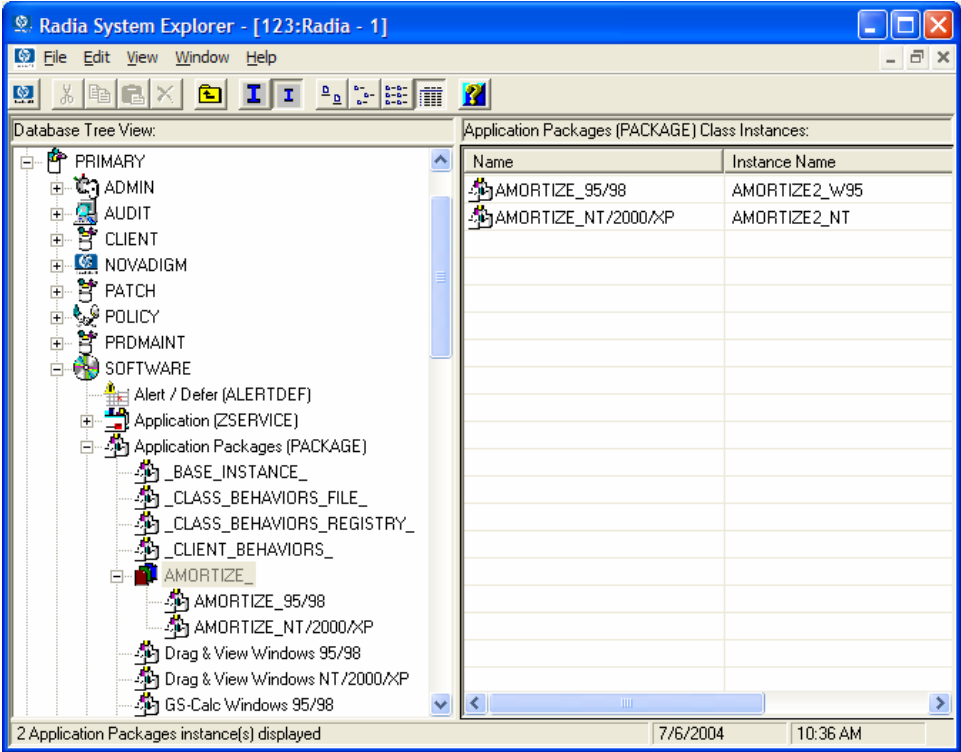 Radia System Explorer - [123:Radia - 1]
File Edit View Window Help
Database Tree View:
PRIMARY
ADMIN
AUDIT
CLIENT
NOVADIGM
PATCH
POLICY
PRDMAINT
SOFTWARE
Alert / Defer (ALERTDEF)
Application (ZSERVICE)
Application Packages (PACKAGE)
_BASE_INSTANCE_
_CLASS_BEHAVIORS_FILE_
_CLASS_BEHAVIORS_REGISTRY_
_CLIENT_BEHAVIORS_
AMORTIZE_
AMORTIZE_95/98
AMORTIZE_NT/2000/XP
Drag & View Windows 95/98
Drag & View Windows NT/2000/XP
GS-Calc Windows 95/98
Application Packages (PACKAGE) Class Instances:
Name Instance Name
AMORTIZE_95/98 AMORTIZE2_W95
AMORTIZE_NT/2000/XP AMORTIZE2_NT
2 Application Packages instance(s) displayed 7/6/2004 10:36 AM